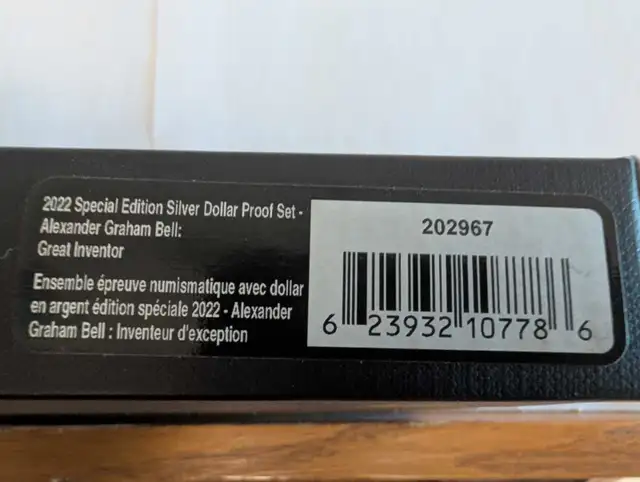 2022 Special Edition Silver Dollar Proof Set -
Alexander Graham Bell:
Great Inventor
Ensemble épreuve numismatique avec dollar
en argent édition spéciale 2022 - Alexander
Graham Bell : Inventeur d'exception
202967
6 23932 10778 6